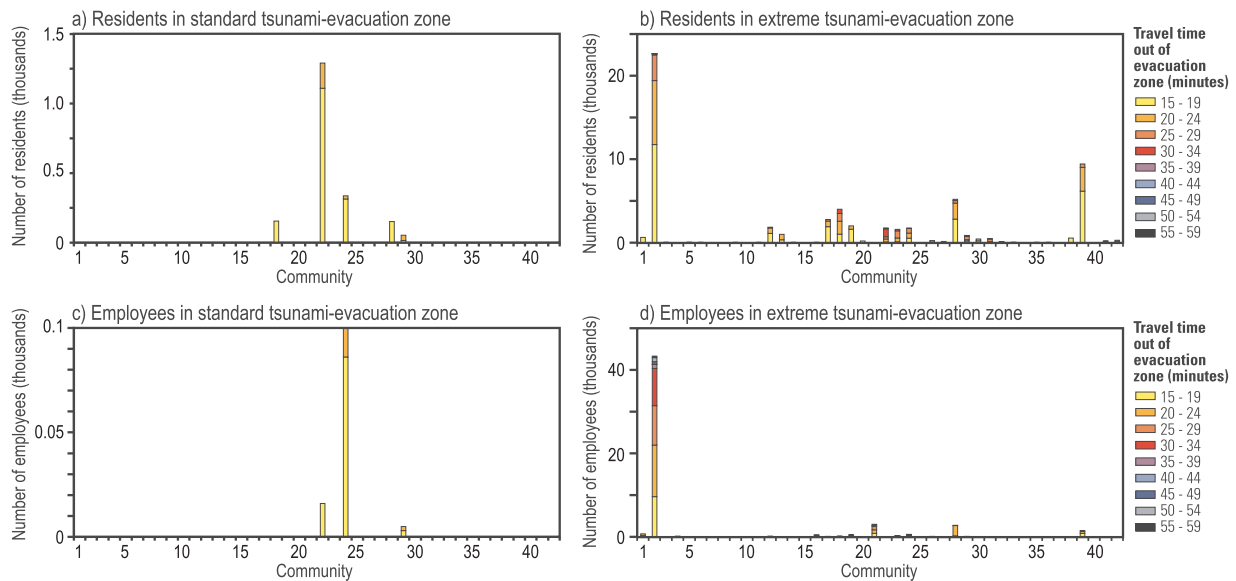 a) Residents in standard tsunami-evacuation zone
Number of residents (thousands)
1.5
1.0
0.5
0
1 5 10 15 20 25 30 35 40
Community
b) Residents in extreme tsunami-evacuation zone
Number of residents (thousands)
20
10
0
1 5 10 15 20 25 30 35 40
Community
Travel time
out of
evacuation
zone (minutes)
15 - 19
20 - 24
25 - 29
30 - 34
35 - 39
40 - 44
45 - 49
50 - 54
55 - 59
c) Employees in standard tsunami-evacuation zone
Number of employees (thousands)
0.1
0.05
0
1 5 10 15 20 25 30 35 40
Community
d) Employees in extreme tsunami-evacuation zone
Number of employees (thousands)
40
20
0
1 5 10 15 20 25 30 35 40
Community
Travel time
out of
evacuation
zone (minutes)
15 - 19
20 - 24
25 - 29
30 - 34
35 - 39
40 - 44
45 - 49
50 - 54
55 - 59